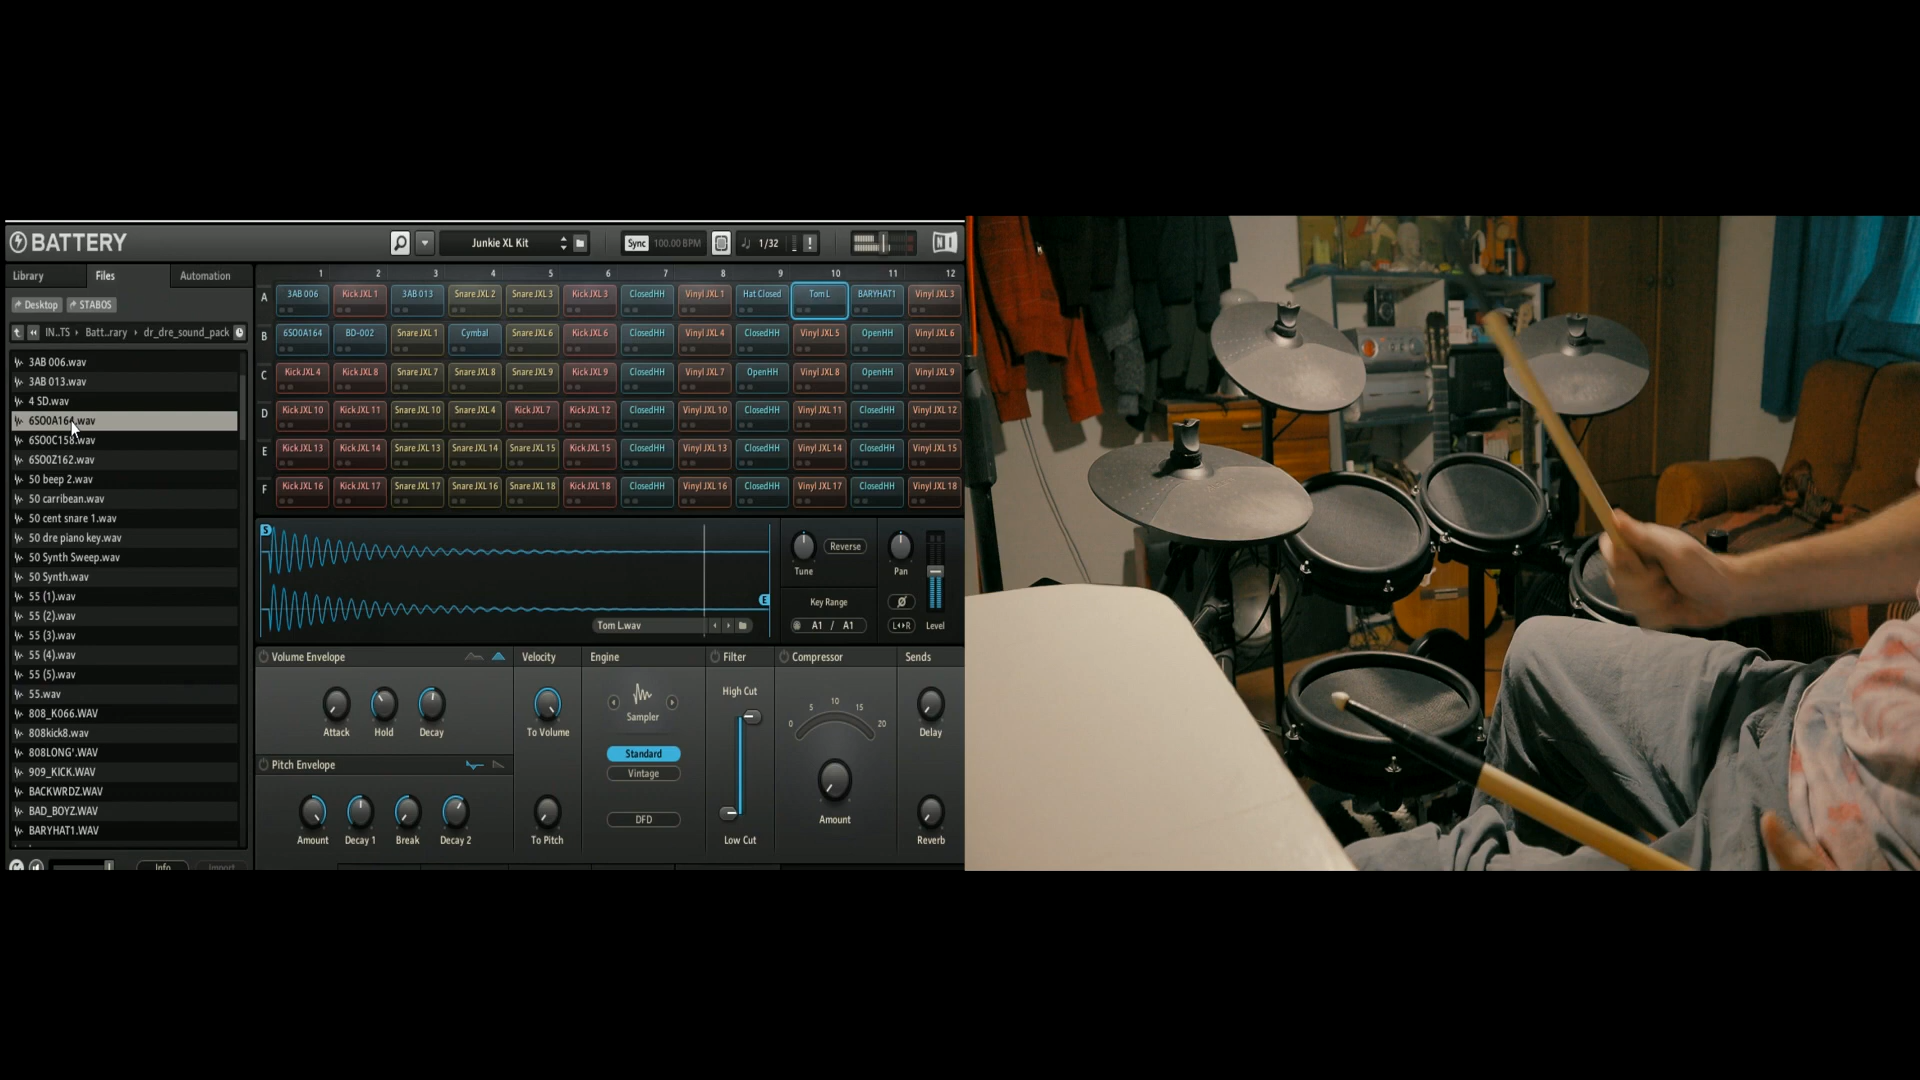 BATTERY
Junkie XL Kit
Sync 100.00 BPM
1/32 !
Library Files Automation
Desktop STABOS
IN..TS Batt..rary dr_dre_sound_pack
3AB 006.wav
3AB 013.wav
4 SD.wav
6SO0A164.wav
6SO0C158.wav
6SO0Z162.wav
50 beep 2.wav
50 carribean.wav
50 cent snare 1.wav
50 dre piano key.wav
50 Synth Sweep.wav
50 Synth.wav
55 (1).wav
55 (2).wav
55 (3).wav
55 (4).wav
55 (5).wav
55.wav
808_K066.WAV
808kick8.wav
808LONG'.WAV
909_KICK.WAV
BACKWRDZ.WAV
BAD_BOYZ.WAV
BARYHAT1.WAV
Info Import
1 2 3 4 5 6 7 8 9 10 11 12
A 3AB 006 Kick JXL 1 3AB 013 Snare JXL 2 Snare JXL 3 Kick JXL 3 ClosedHH Vinyl JXL 1 Hat Closed Tom L BARYHAT1 Vinyl JXL 3
B 6SO0A164 BD-002 Snare JXL 1 Cymbal Snare JXL 6 Kick JXL 6 ClosedHH Vinyl JXL 4 ClosedHH Vinyl JXL 5 OpenHH Vinyl JXL 6
C Kick JXL 4 Kick JXL 8 Snare JXL 7 Snare JXL 8 Snare JXL 9 Kick JXL 9 ClosedHH Vinyl JXL 7 OpenHH Vinyl JXL 8 OpenHH Vinyl JXL 9
D Kick JXL 10 Kick JXL 11 Snare JXL 10 Snare JXL 4 Kick JXL 7 Kick JXL 12 ClosedHH Vinyl JXL 10 ClosedHH Vinyl JXL 11 ClosedHH Vinyl JXL 12
E Kick JXL 13 Kick JXL 14 Snare JXL 13 Snare JXL 14 Snare JXL 15 Kick JXL 15 ClosedHH Vinyl JXL 13 ClosedHH Vinyl JXL 14 ClosedHH Vinyl JXL 15
F Kick JXL 16 Kick JXL 17 Snare JXL 17 Snare JXL 16 Snare JXL 18 Kick JXL 18 ClosedHH Vinyl JXL 16 ClosedHH Vinyl JXL 17 ClosedHH Vinyl JXL 18
S
E
Tom L.wav
Tune Reverse
Key Range
A1 / A1
Pan
L R Level
Volume Envelope
Attack Hold Decay
Pitch Envelope
Amount Decay 1 Break Decay 2
Velocity
To Volume
To Pitch
Engine
Sampler
Standard
Vintage
DFD
Filter
High Cut
Low Cut
Compressor
0 5 10 15 20
Amount
Sends
Delay
Reverb